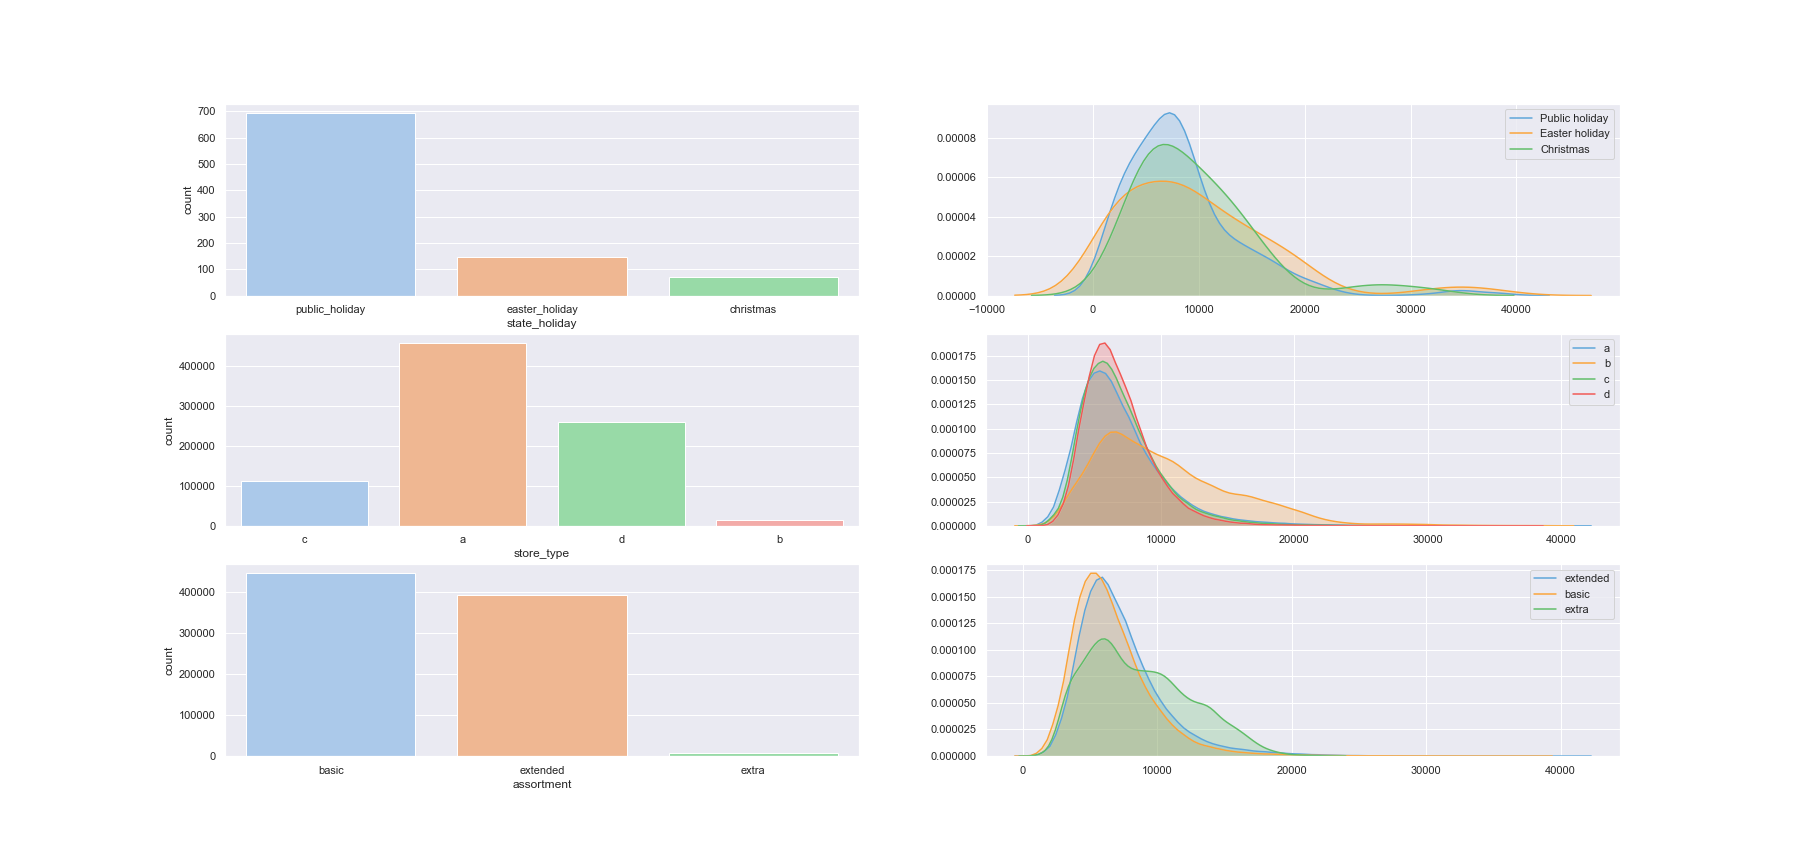 700
600
500
400
300
200
100
0
count
public_holiday easter_holiday christmas
state_holiday
0.00008
0.00006
0.00004
0.00002
0.00000
−10000 0 10000 20000 30000 40000
Public holiday
Easter holiday
Christmas
400000
300000
200000
100000
0
count
c a d b
store_type
0.000175
0.000150
0.000125
0.000100
0.000075
0.000050
0.000025
0.000000
0 10000 20000 30000 40000
a
b
c
d
400000
300000
200000
100000
0
count
basic extended extra
assortment
0.000175
0.000150
0.000125
0.000100
0.000075
0.000050
0.000025
0.000000
0 10000 20000 30000 40000
extended
basic
extra